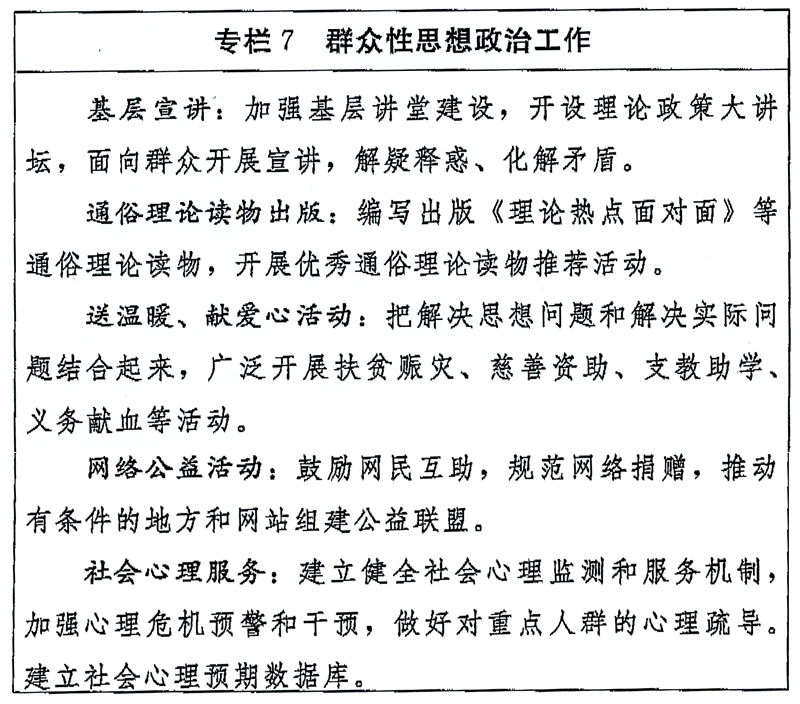 专栏 7　群众性思想政治工作
基层宣讲：加强基层讲堂建设，开设理论政策大讲
坛，面向群众开展宣讲，解疑释惑、化解矛盾。
通俗理论读物出版：编写出版《理论热点面对面》等
通俗理论读物，开展优秀通俗理论读物推荐活动。
送温暖、献爱心活动：把解决思想问题和解决实际问
题结合起来，广泛开展扶贫赈灾、慈善资助、支教助学、
义务献血等活动。
网络公益活动：鼓励网民互助，规范网络捐赠，推动
有条件的地方和网站组建公益联盟。
社会心理服务：建立健全社会心理监测和服务机制，
加强心理危机预警和干预，做好对重点人群的心理疏导。
建立社会心理预期数据库。